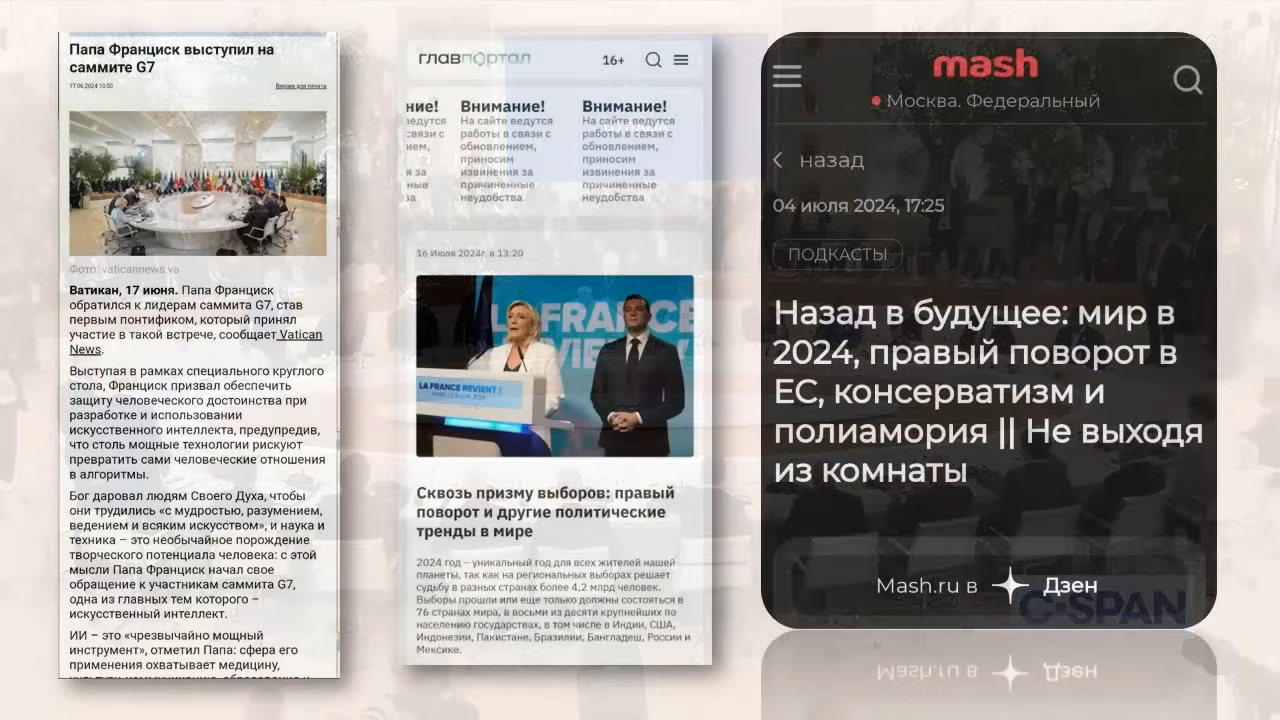 Папа Франциск выступил на
саммите G7
17.06.2024 10:50
Версия для печати
Фото: vaticannews.va
Ватикан, 17 июня. Папа Франциск
обратился к лидерам саммита G7, став
первым понтификом, который принял
участие в такой встрече, сообщает Vatican
News.
Выступая в рамках специального круглого
стола, Франциск призвал обеспечить
защиту человеческого достоинства при
разработке и использовании
искусственного интеллекта, предупредив,
что столь мощные технологии рискуют
превратить сами человеческие отношения
в алгоритмы.
Бог даровал людям Своего Духа, чтобы
они трудились «с мудростью, разумением,
ведением и всяким искусством», и наука и
техника – это необычайное порождение
творческого потенциала человека: с этой
мысли Папа Франциск начал свое
обращение к участникам саммита G7,
одна из главных тем которого –
искусственный интеллект.
ИИ – это «чрезвычайно мощный
инструмент», отметил Папа: сфера его
применения охватывает медицину,
главпортал
16+
ние!
ведутся
связи с
ием,
я за
ные
ва
Внимание!
На сайте ведутся
работы в связи с
обновлением,
приносим
извинения за
причиненные
неудобства
Внимание!
На сайте ведутся
работы в связи с
обновлением,
приносим
извинения за
причиненные
неудобства
16 Июля 2024г. в 13:20
LA FRANCE
REVIENT
LA FRANCE REVIENT !
Сквозь призму выборов: правый
поворот и другие политические
тренды в мире
2024 год – уникальный год для всех жителей нашей
планеты, так как на региональных выборах решает
судьбу в разных странах более 4,2 млрд человек.
Выборы прошли или еще только должны состояться в
76 странах мира, в восьми из десяти крупнейших по
населению государствах, в том числе в Индии, США,
Индонезии, Пакистане, Бразилии, Бангладеш, России и
Мексике.
mash
Москва. Федеральный
назад
04 июля 2024, 17:25
ПОДКАСТЫ
Назад в будущее: мир в
2024, правый поворот в
ЕС, консерватизм и
полиамория || Не выходя
из комнаты
Mash.ru в Дзен
C-SPAN